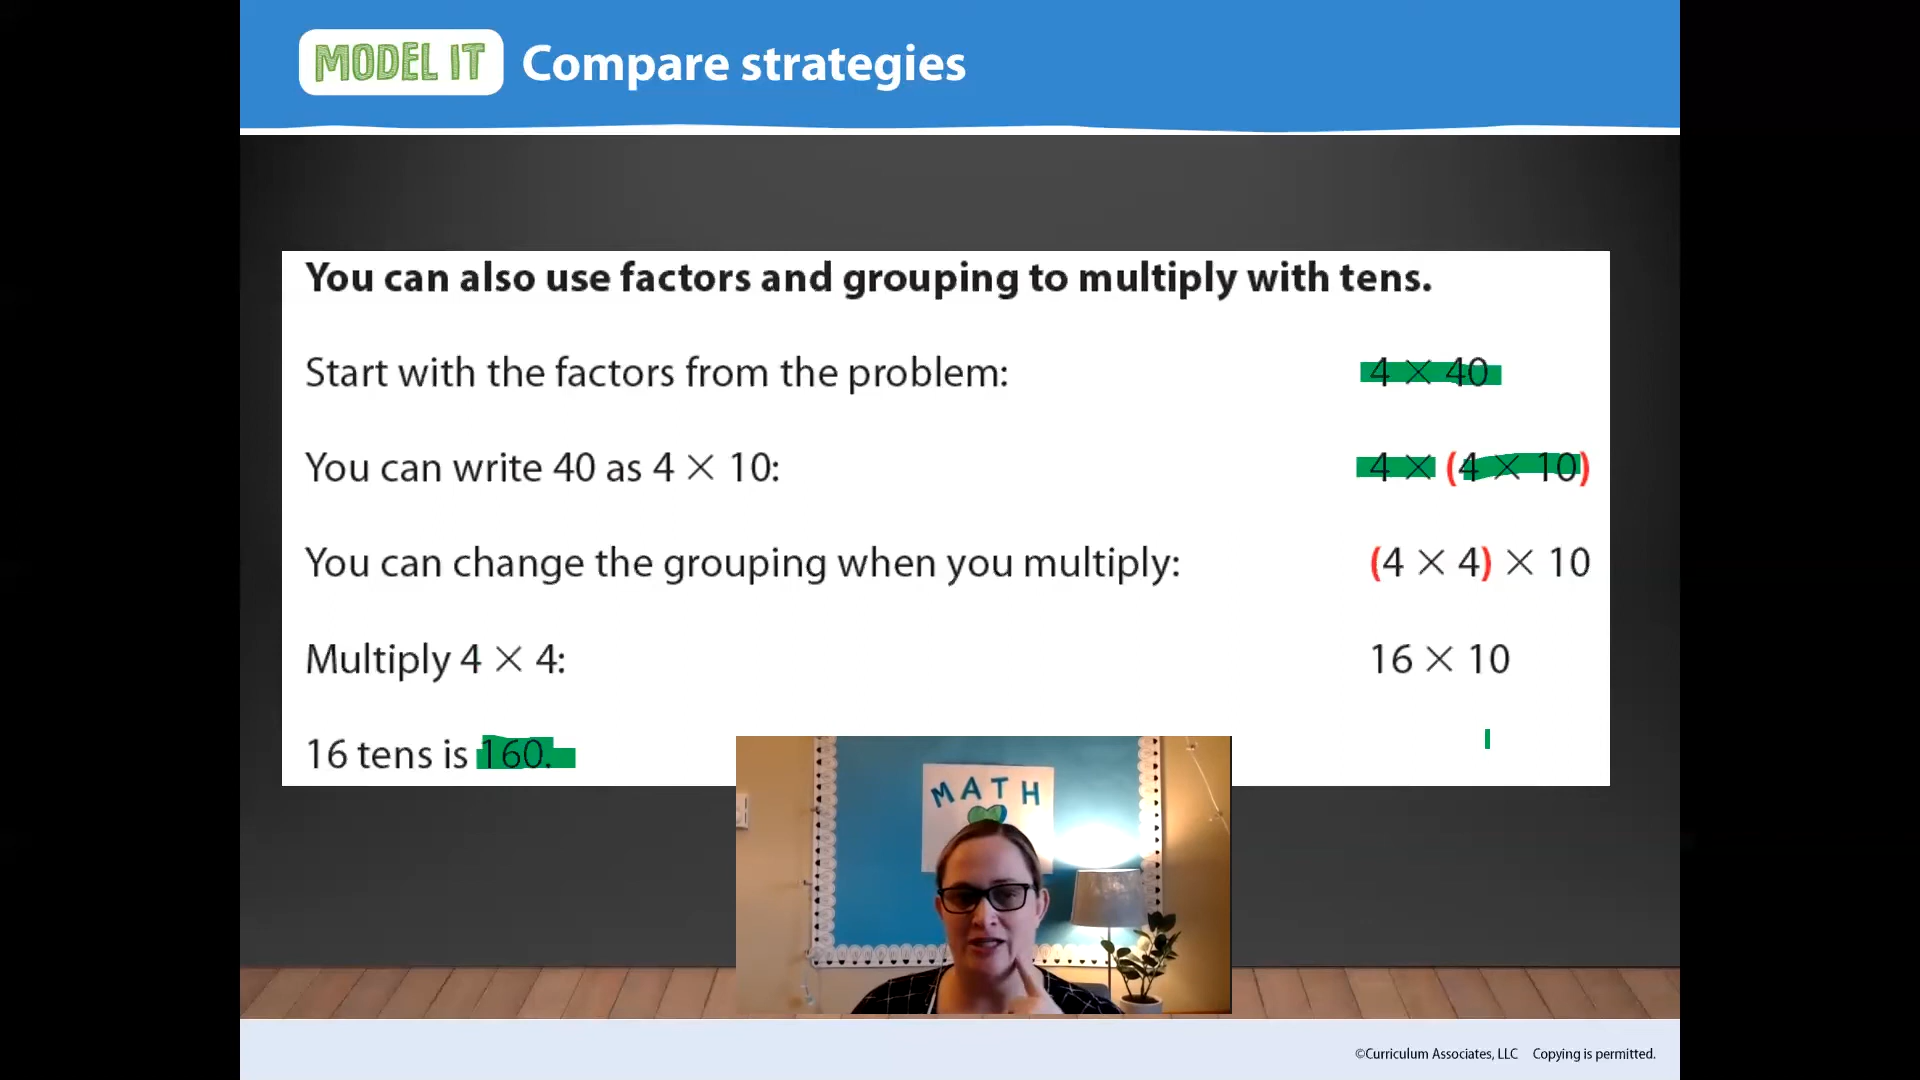 MODEL IT Compare strategies
You can also use factors and grouping to multiply with tens.
Start with the factors from the problem: 4 × 40
You can write 40 as 4 × 10: 4 × (4 × 10)
You can change the grouping when you multiply: (4 × 4) × 10
Multiply 4 × 4: 16 × 10
16 tens is 160.
MATH
©Curriculum Associates, LLC Copying is permitted.